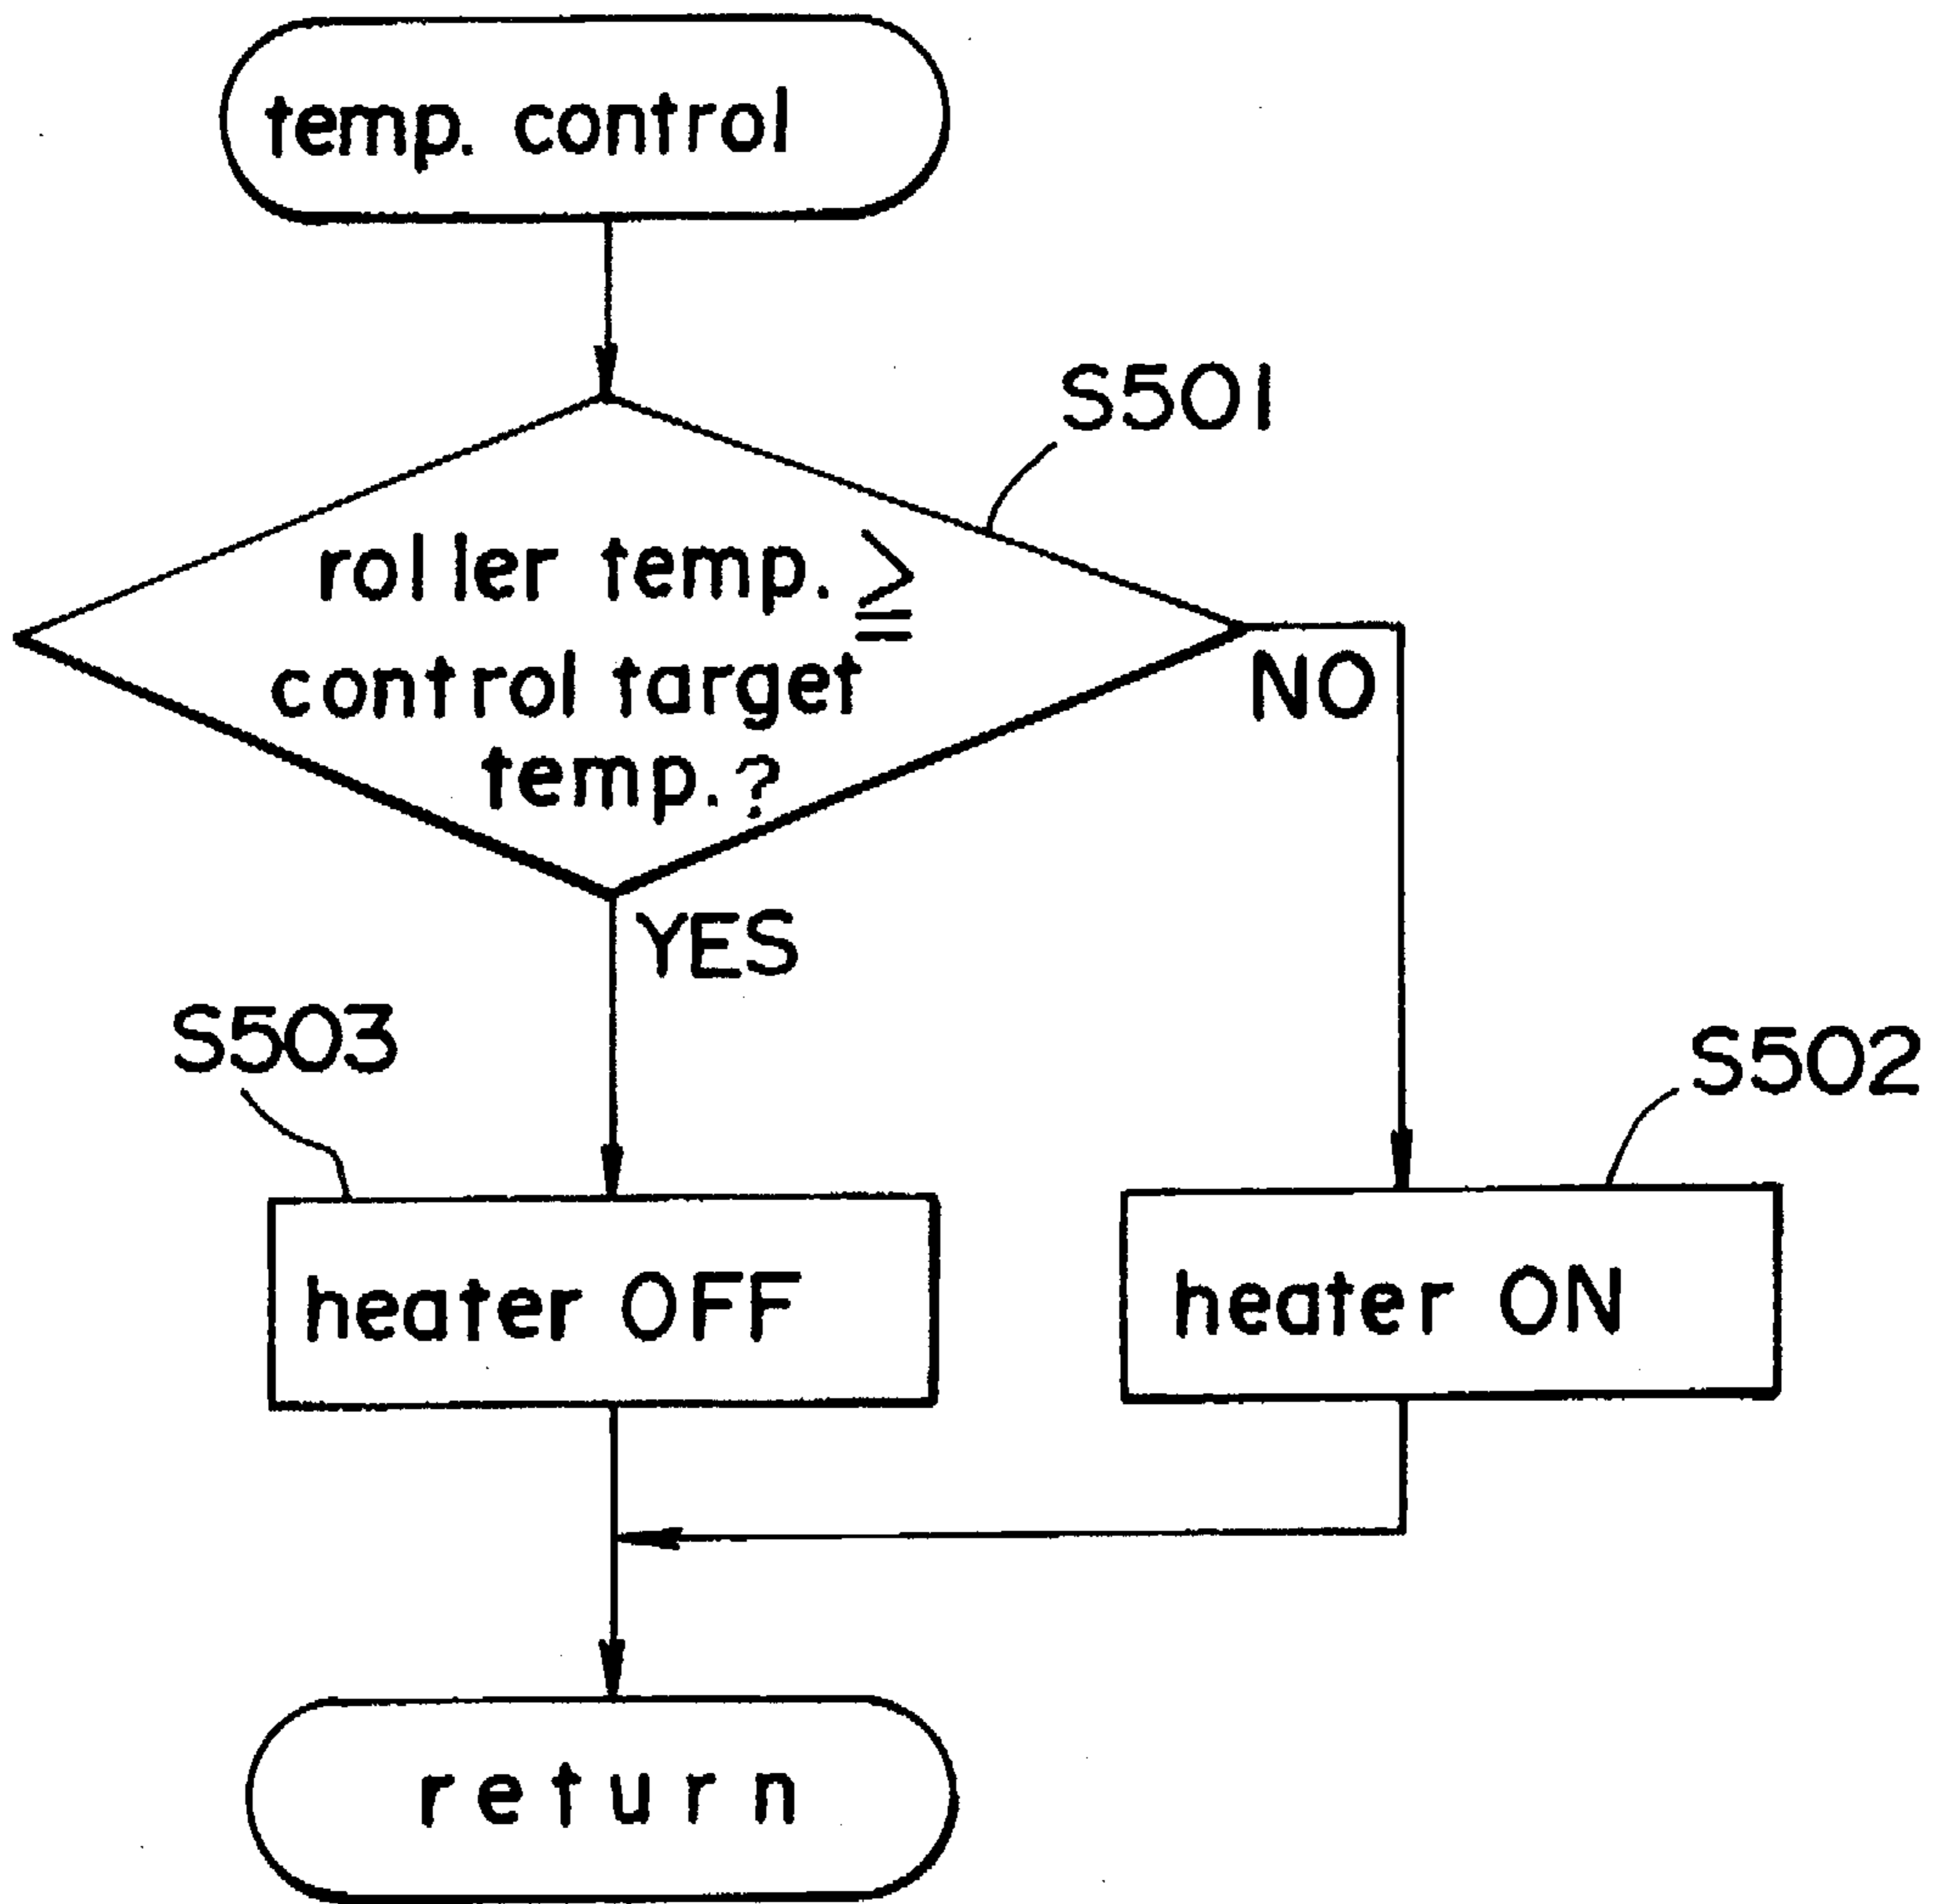 temp. control
S501
roller temp. ≧
control target
temp.?
NO
YES
S503
S502
heater OFF
heater ON
return